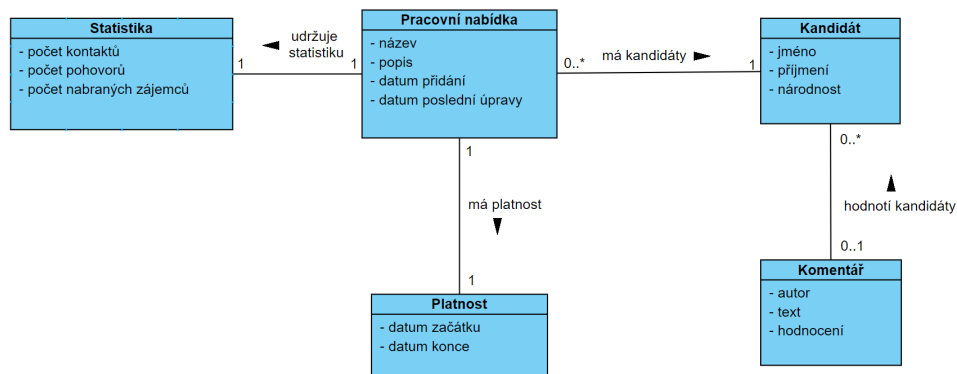 Statistika
- počet kontaktů
- počet pohovorů
- počet nabraných zájemců
1
udržuje
statistiku
1
Pracovní nabídka
- název
- popis
- datum přidání
- datum poslední úpravy
0..*
má kandidáty
1
Kandidát
- jméno
- příjmení
- národnost
1
má platnost
1
Platnost
- datum začátku
- datum konce
0..*
hodnotí kandidáty
0..1
Komentář
- autor
- text
- hodnocení